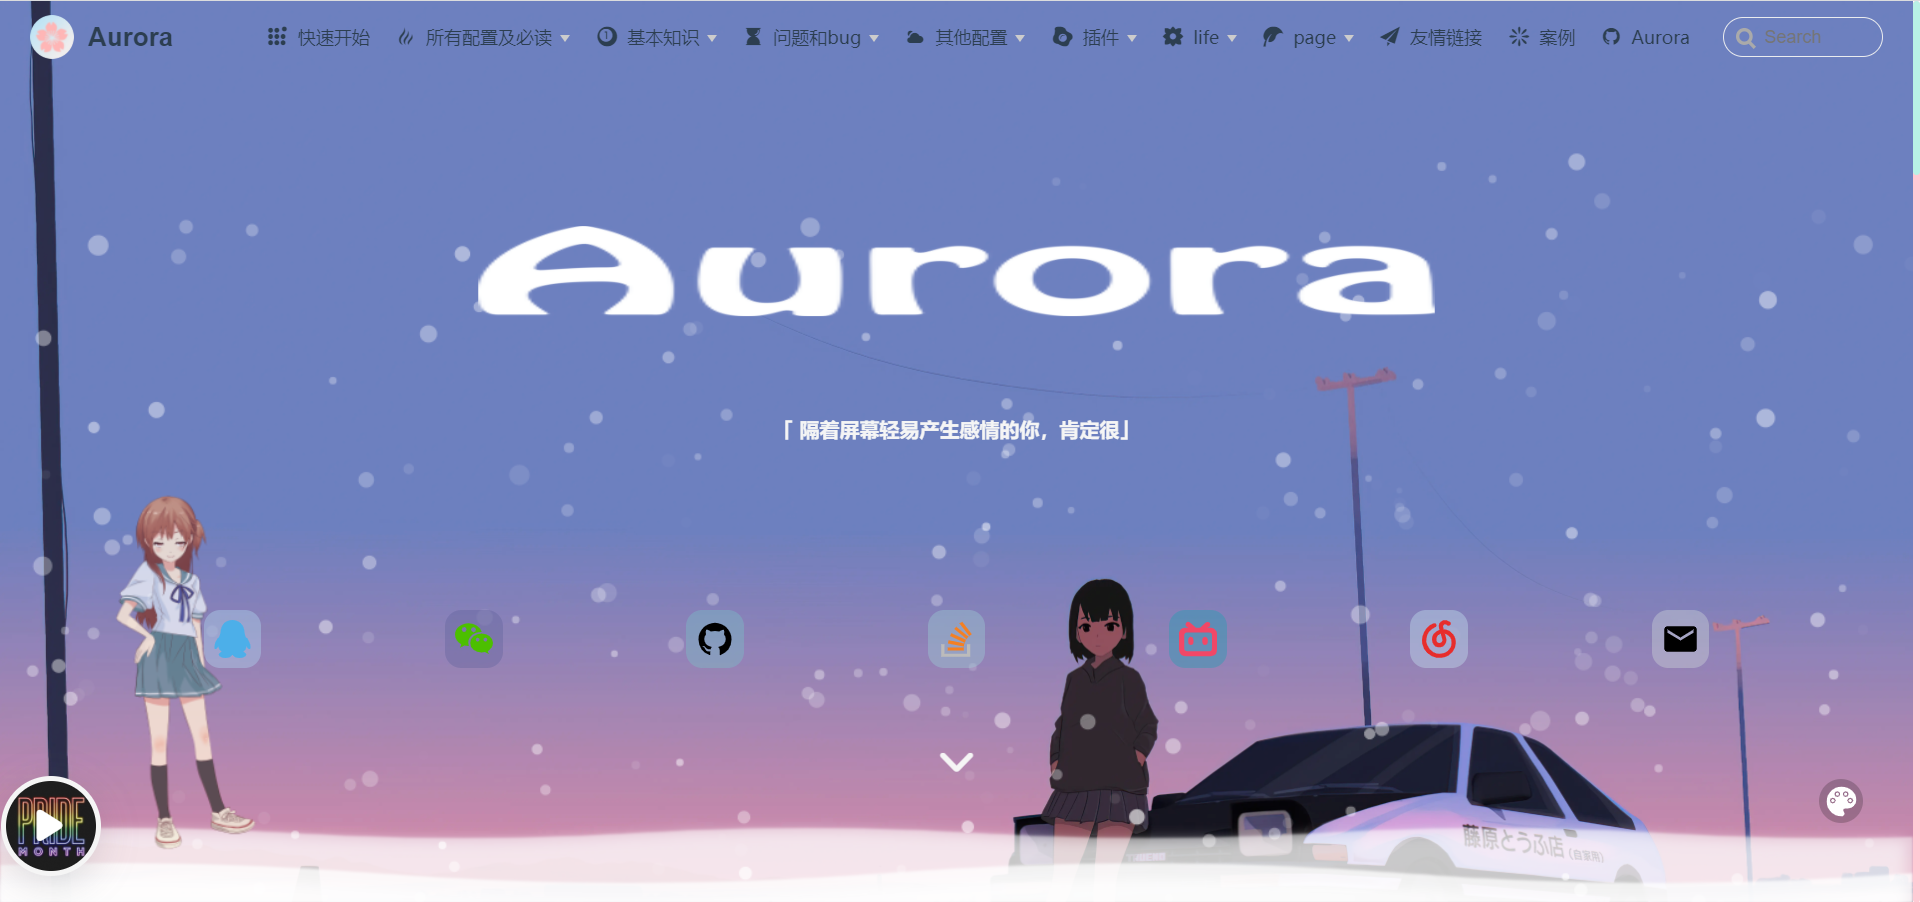 Aurora
快速开始
所有配置及必读
基本知识
问题和bug
其他配置
插件
life
page
友情链接
案例
Aurora
Search
Aurora
「 隔着屏幕轻易产生感情的你，肯定很」
PRIDE
MONTH
藤原とうふ店(自家用)